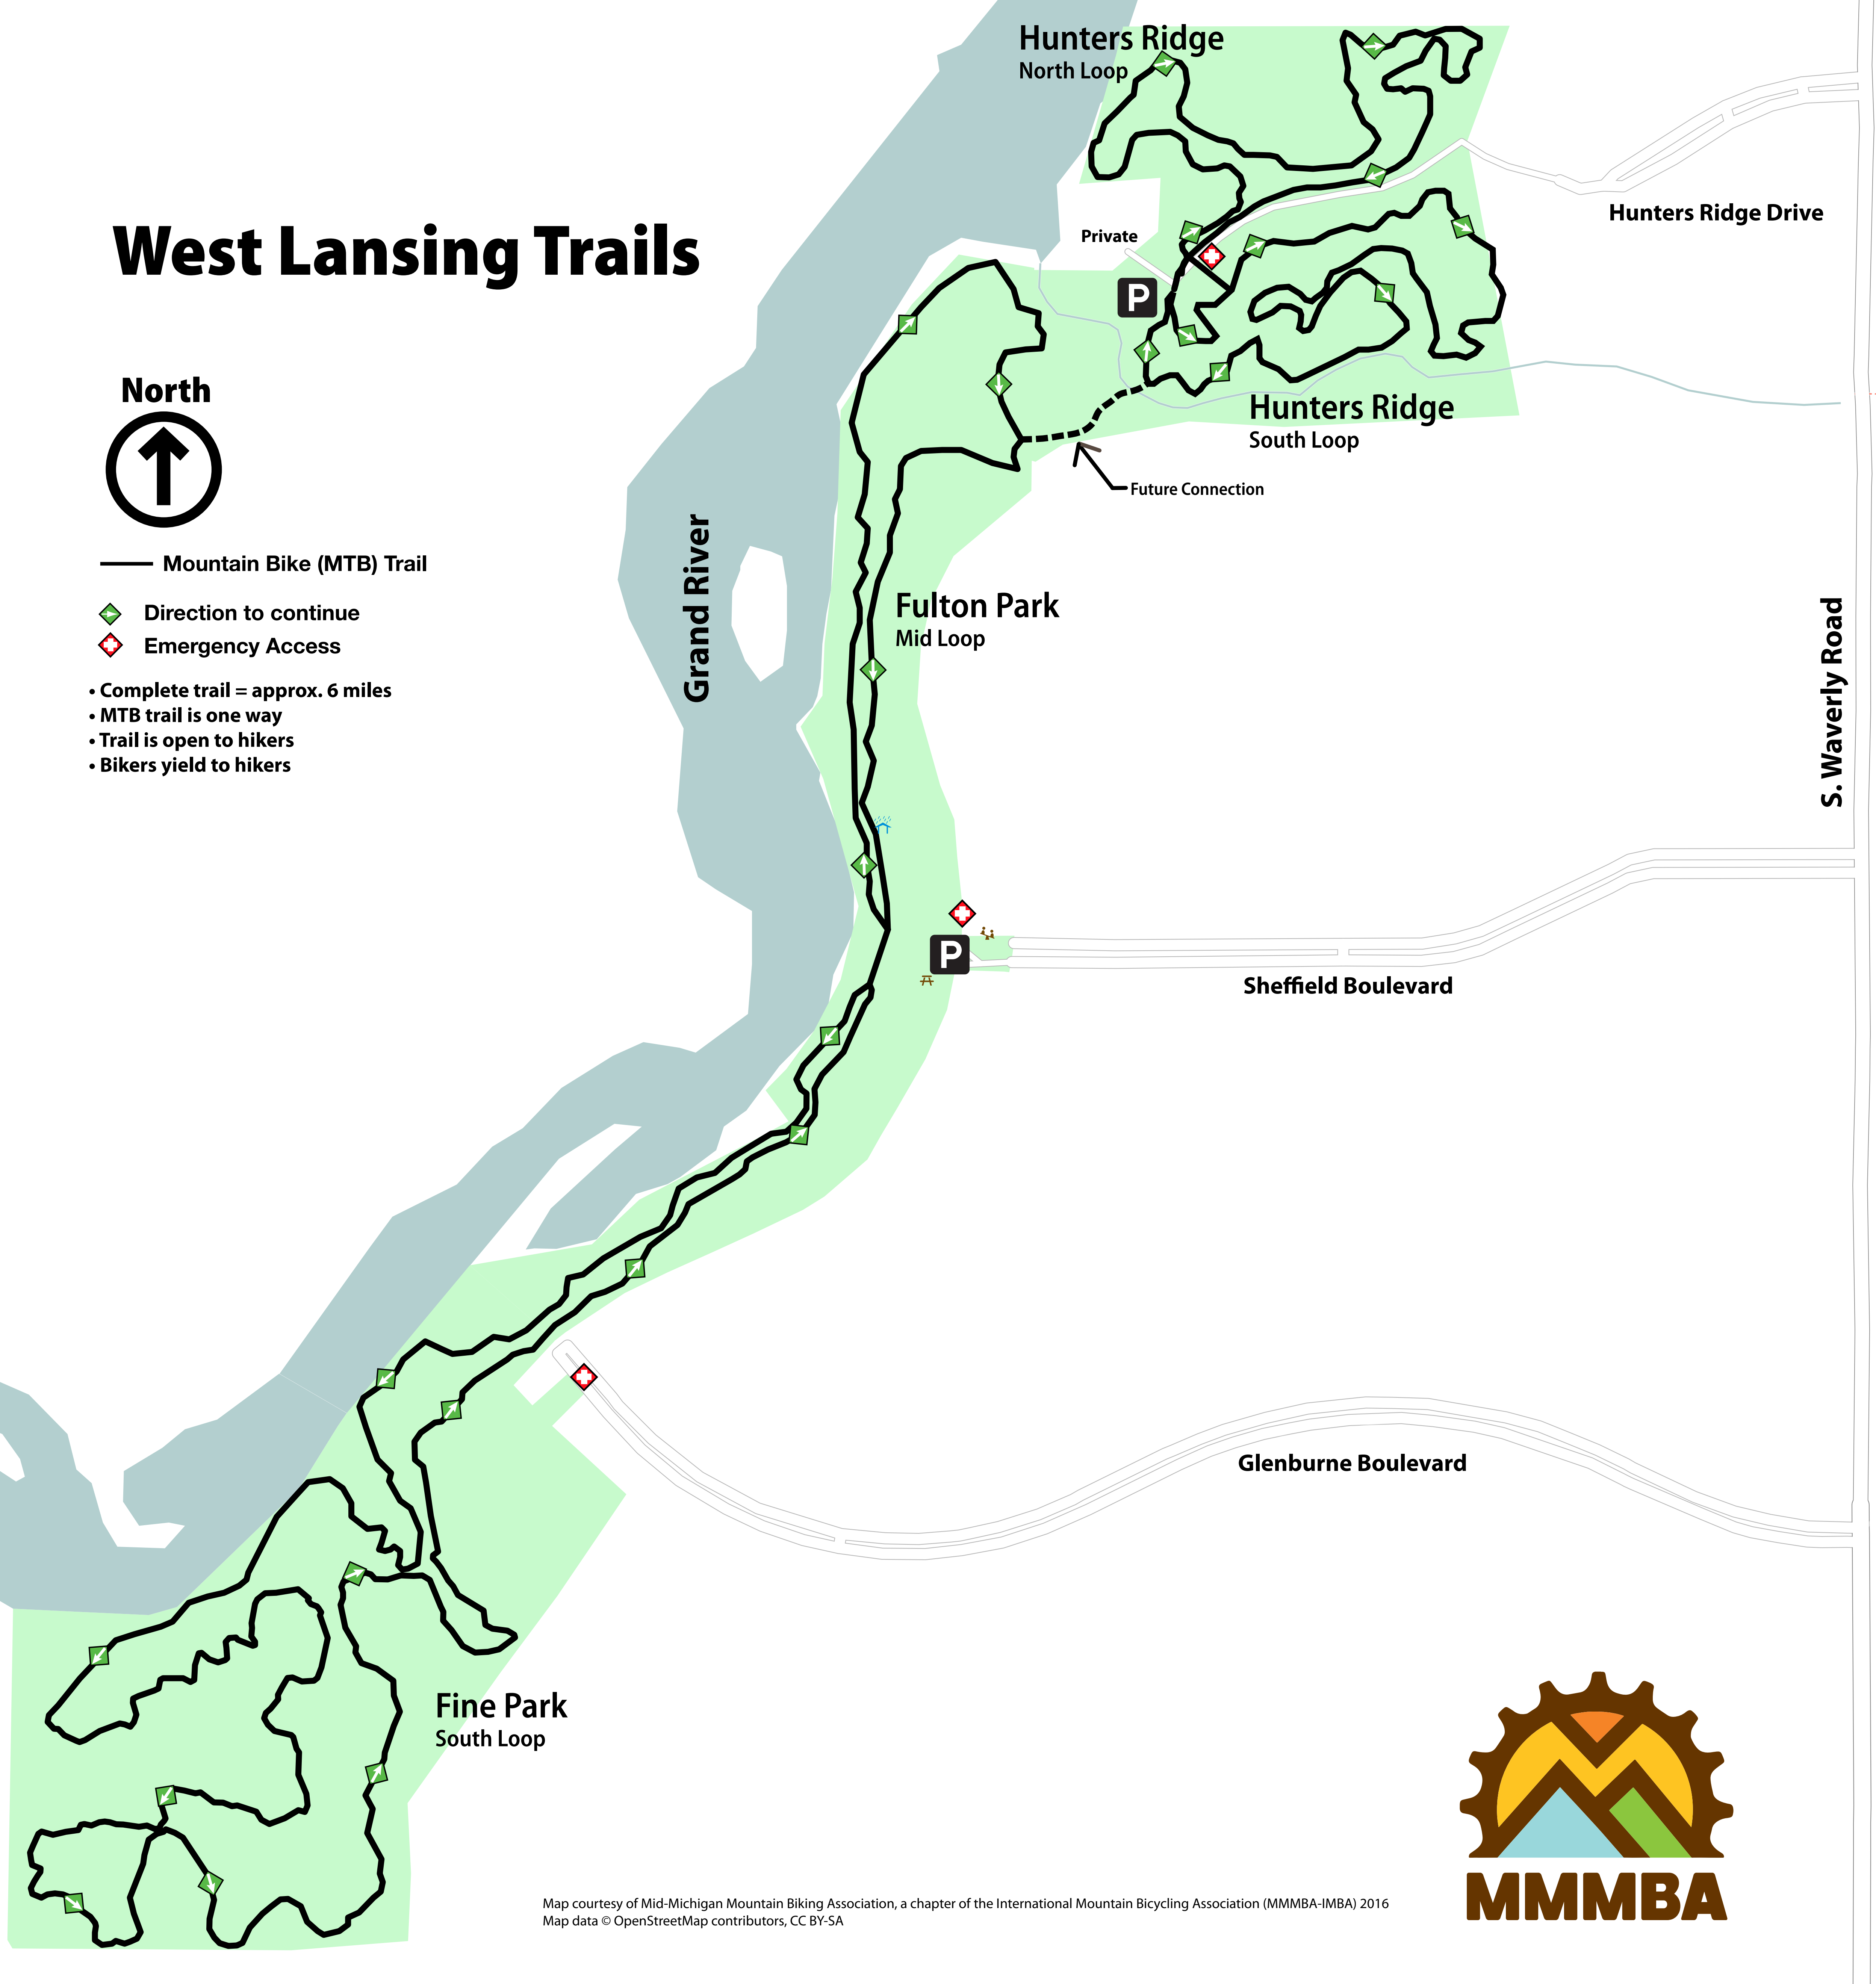 Hunters Ridge
North Loop
West Lansing Trails
Hunters Ridge Drive
Private
P
North
Hunters Ridge
South Loop
Future Connection
Grand River
Mountain Bike (MTB) Trail
Direction to continue
Emergency Access
• Complete trail = approx. 6 miles
• MTB trail is one way
• Trail is open to hikers
• Bikers yield to hikers
Fulton Park
Mid Loop
S. Waverly Road
P
Sheffield Boulevard
Glenburne Boulevard
Fine Park
South Loop
Map courtesy of Mid-Michigan Mountain Biking Association, a chapter of the International Mountain Bicycling Association (MMMBA-IMBA) 2016
Map data © OpenStreetMap contributors, CC BY-SA
MMMBA